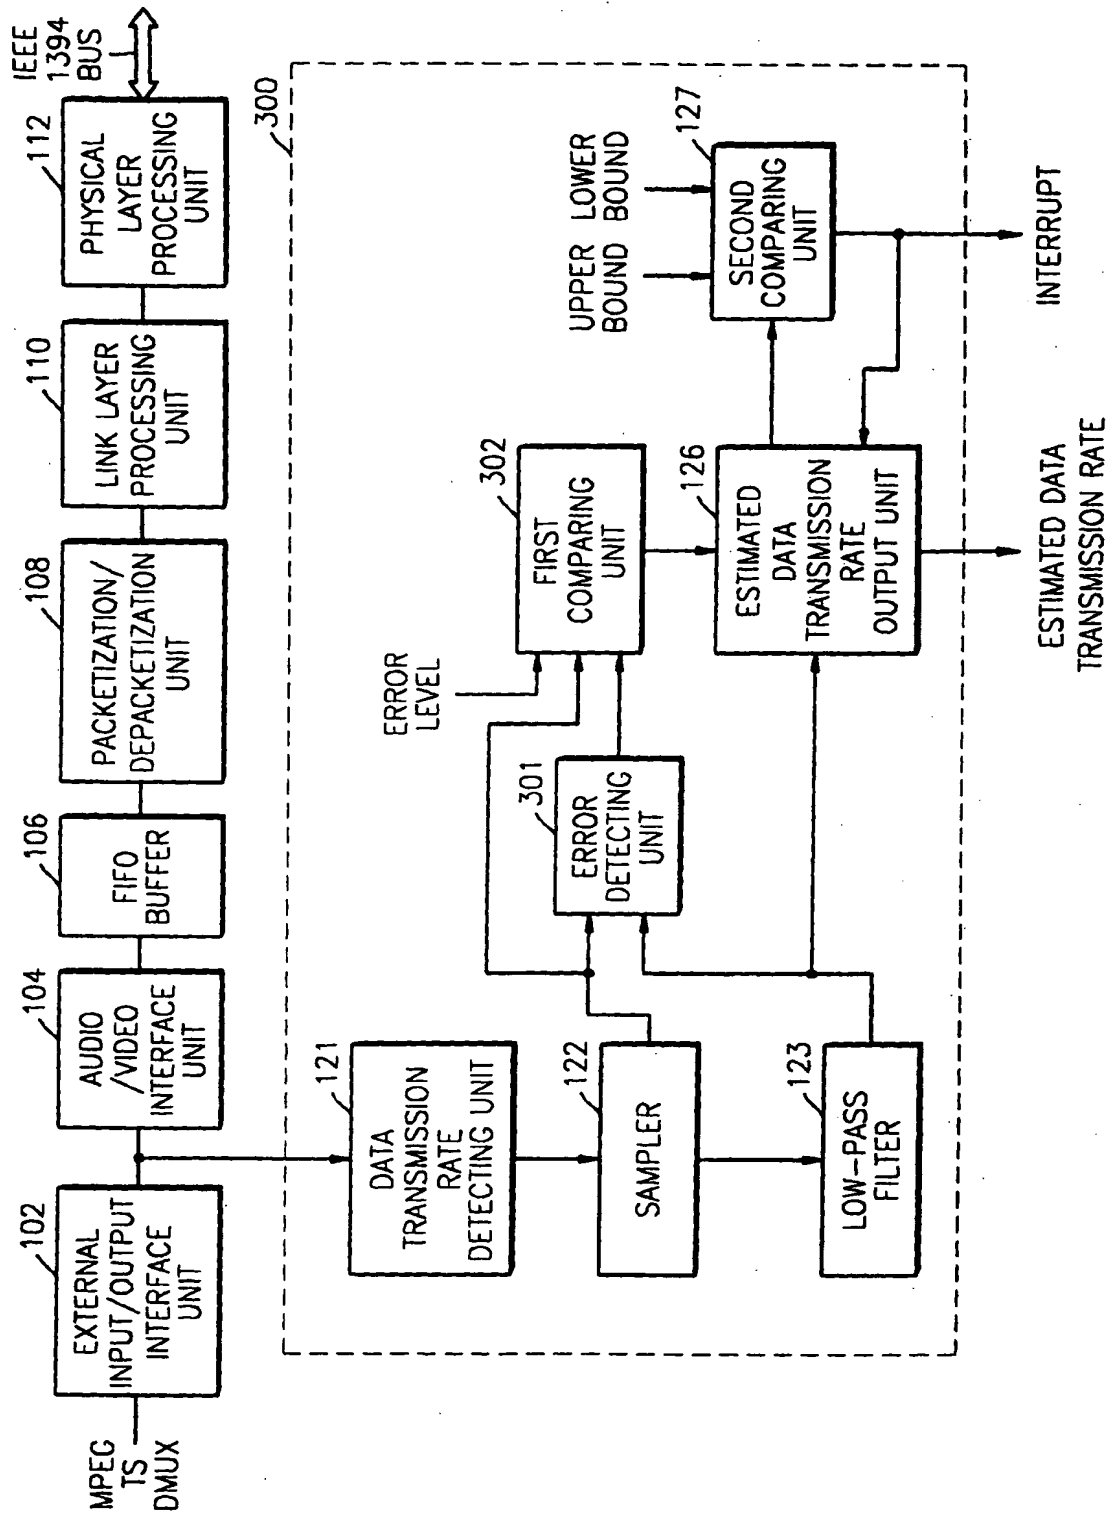 MPEG
TS
DMUX
102
EXTERNAL
INPUT/OUTPUT
INTERFACE
UNIT
104
AUDIO
/VIDEO
INTERFACE
UNIT
106
FIFO
BUFFER
108
PACKETIZATION/
DEPACKETIZATION
UNIT
110
LINK LAYER
PROCESSING
UNIT
112
PHYSICAL
LAYER
PROCESSING
UNIT
IEEE
1394
BUS
300
121
DATA
TRANSMISSION
RATE
DETECTING UNIT
122
SAMPLER
123
LOW-PASS
FILTER
301
ERROR
DETECTING
UNIT
ERROR
LEVEL
302
FIRST
COMPARING
UNIT
126
ESTIMATED
DATA
TRANSMISSION
RATE
OUTPUT UNIT
UPPER
BOUND
LOWER
BOUND
127
SECOND
COMPARING
UNIT
ESTIMATED DATA
TRANSMISSION RATE
INTERRUPT